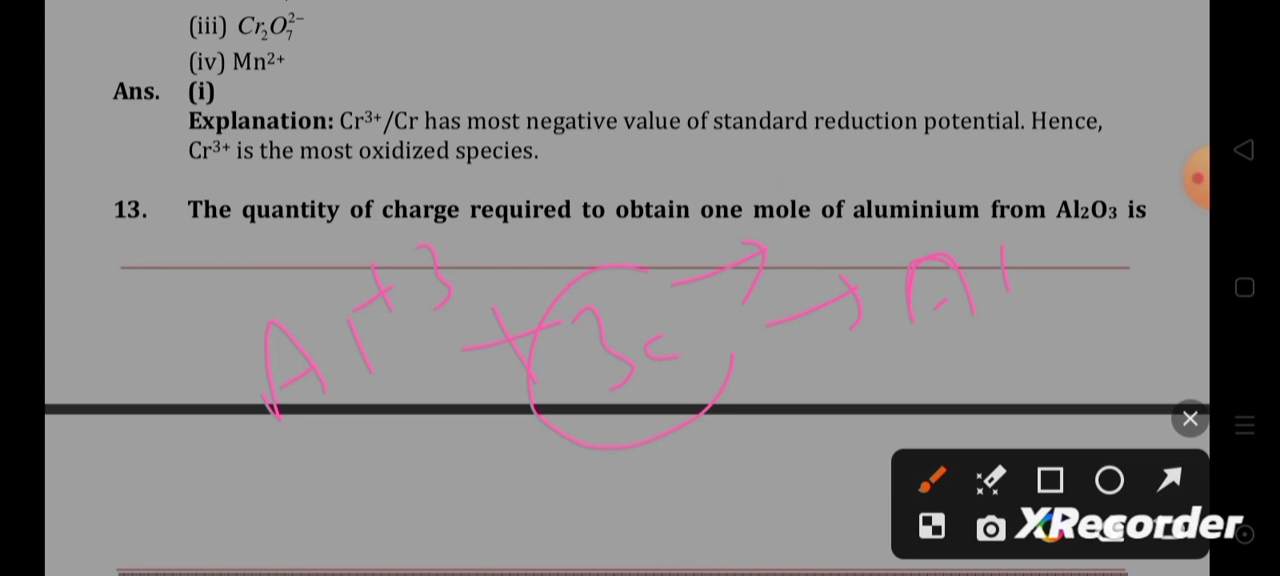 (iii) Cr₂O₇²⁻
(iv) Mn²⁺
Ans. (i)
Explanation: Cr³⁺/Cr has most negative value of standard reduction potential. Hence,
Cr³⁺ is the most oxidized species.
13. The quantity of charge required to obtain one mole of aluminium from Al₂O₃ is
Al⁺³ + 3e⁻ → Al
XRecorder